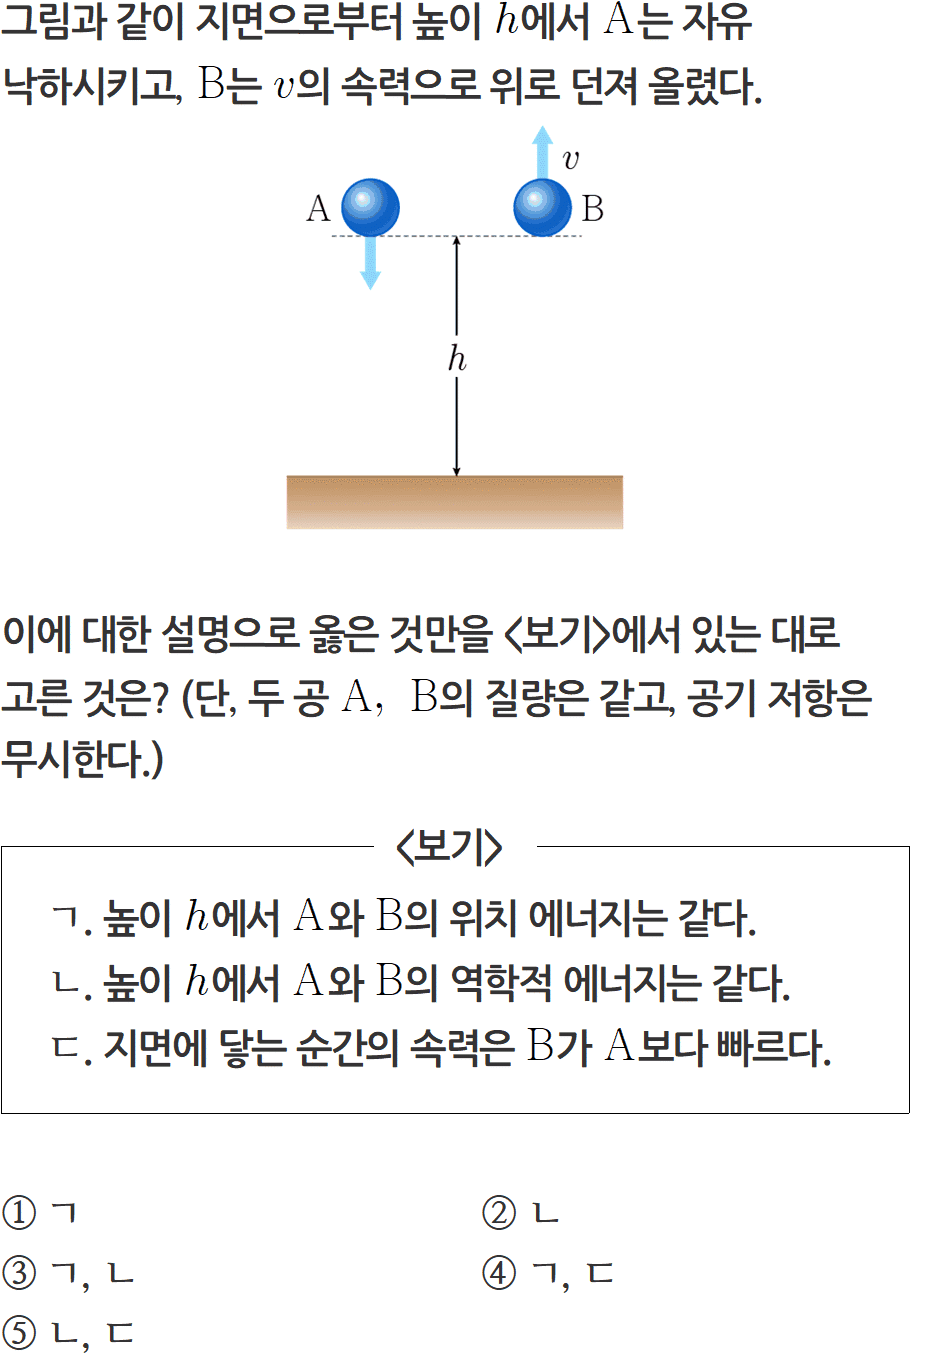 그림과 같이 지면으로부터 높이 h에서 A는 자유
낙하시키고, B는 v의 속력으로 위로 던져 올렸다.
v
A
B
h
이에 대한 설명으로 옳은 것만을 <보기>에서 있는 대로
고른 것은? (단, 두 공 A, B의 질량은 같고, 공기 저항은
무시한다.)
<보기>
ㄱ. 높이 h에서 A와 B의 위치 에너지는 같다.
ㄴ. 높이 h에서 A와 B의 역학적 에너지는 같다.
ㄷ. 지면에 닿는 순간의 속력은 B가 A보다 빠르다.
① ㄱ
② ㄴ
③ ㄱ, ㄴ
④ ㄱ, ㄷ
⑤ ㄴ, ㄷ